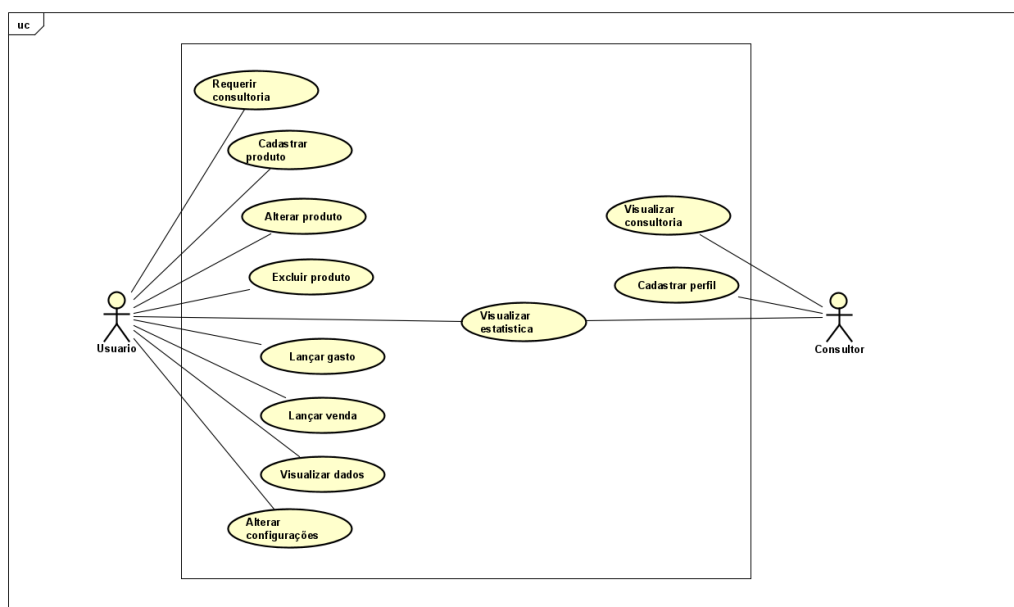 uc
Requerir
consultoria
Cadastrar
produto
Alterar produto
Visualizar
consultoria
Excluir produto
Cadastrar perfil
Visualizar
estatistica
Usuario
Consultor
Lançar gasto
Lançar venda
Visualizar dados
Alterar
configurações